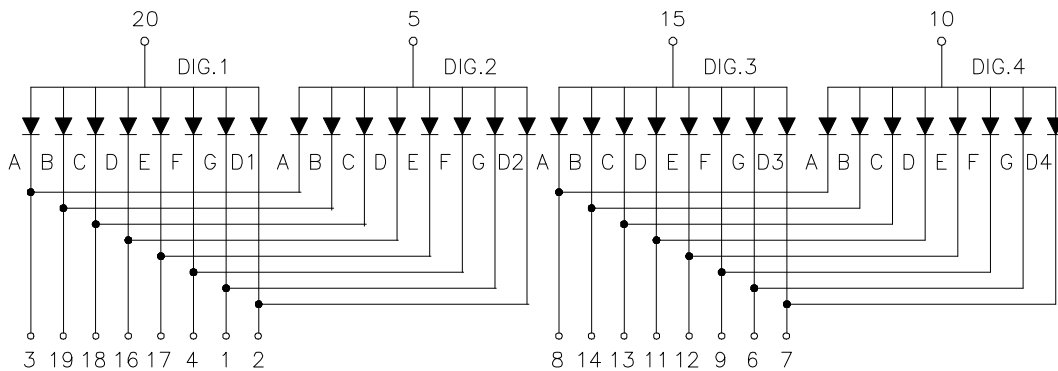 20 5 15 10
DIG.1 DIG.2 DIG.3 DIG.4
A B C D E F G D1 A B C D E F G D2 A B C D E F G D3 A B C D E F G D4
3 19 18 16 17 4 1 2 8 14 13 11 12 9 6 7